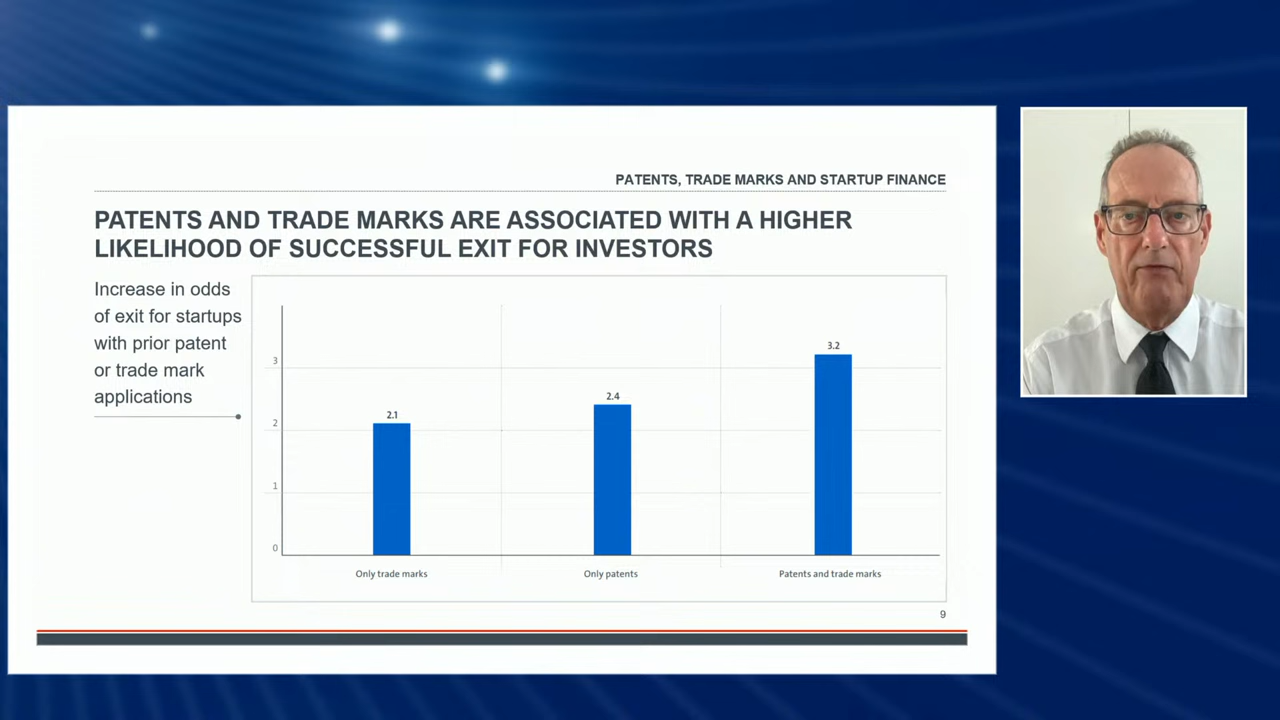 PATENTS, TRADE MARKS AND STARTUP FINANCE
PATENTS AND TRADE MARKS ARE ASSOCIATED WITH A HIGHER
LIKELIHOOD OF SUCCESSFUL EXIT FOR INVESTORS
Increase in odds
of exit for startups
with prior patent
or trade mark
applications
3
2
1
0
2.1
2.4
3.2
Only trade marks
Only patents
Patents and trade marks
9